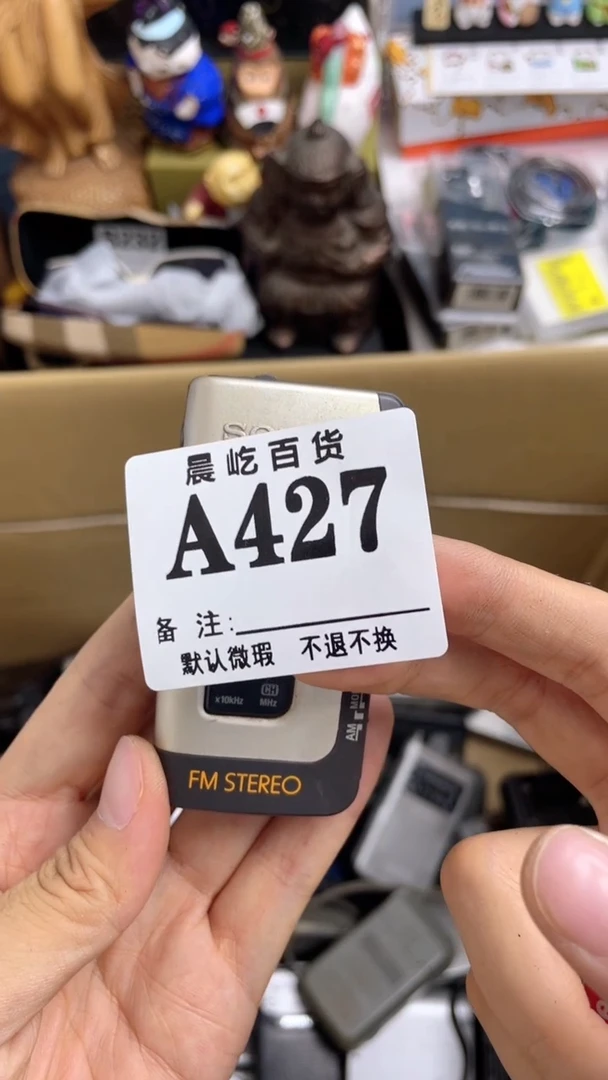 晨屹百货
A427
备 注:
默认微瑕 不退不换
x10kHz
CH
MHz
AM
FM STEREO